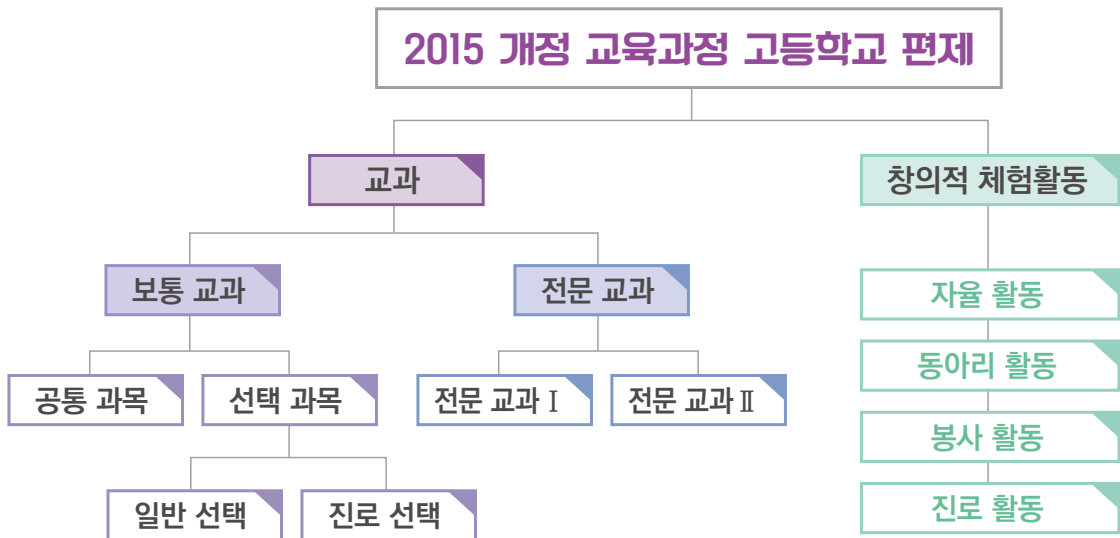 2015 개정 교육과정 고등학교 편제
교과
창의적 체험활동
보통 교과
전문 교과
자율 활동
동아리 활동
공통 과목
선택 과목
전문 교과 Ⅰ
전문 교과 Ⅱ
봉사 활동
일반 선택
진로 선택
진로 활동